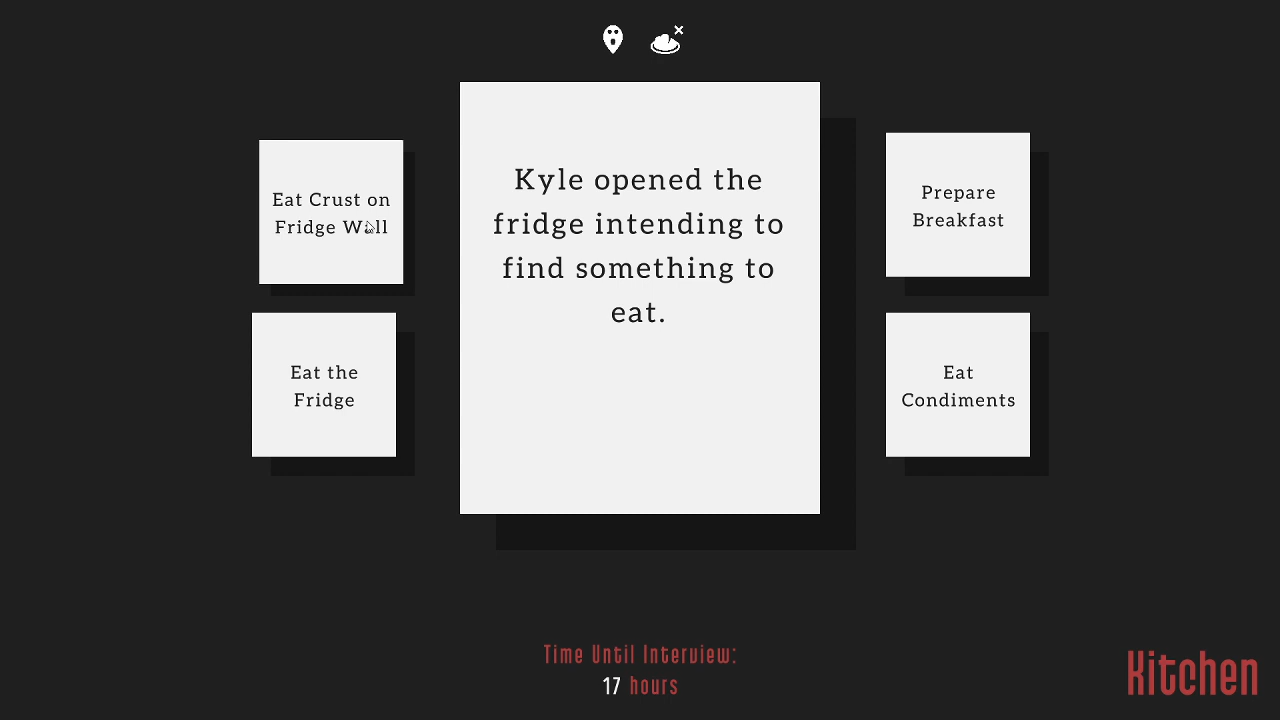 Kyle opened the
fridge intending to
find something to
eat.
Eat Crust on
Fridge Wall
Eat the
Fridge
Prepare
Breakfast
Eat
Condiments
Time Until Interview:
17 hours
Kitchen